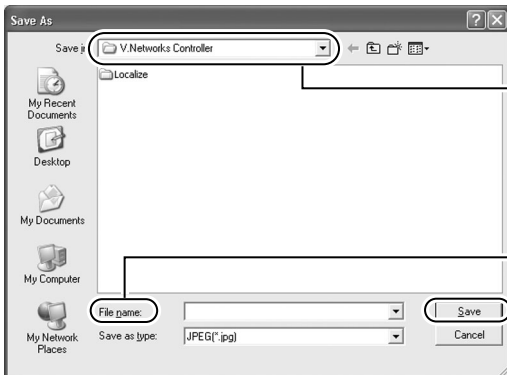 Save As
Save in
V.Networks Controller
Localize
My Recent
Documents
Desktop
My Documents
My Computer
My Network
Places
File name:
Save
Save as type:
JPEG(*.jpg)
Cancel